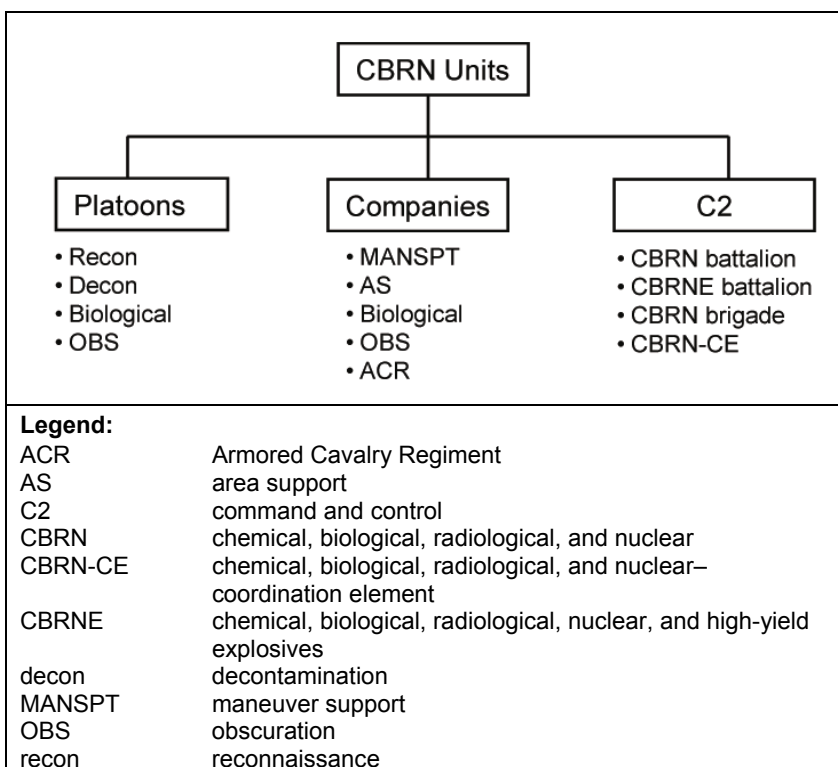 CBRN Units
Platoons
• Recon
• Decon
• Biological
• OBS
Companies
• MANSPT
• AS
• Biological
• OBS
• ACR
C2
• CBRN battalion
• CBRNE battalion
• CBRN brigade
• CBRN-CE
Legend:
ACR Armored Cavalry Regiment
AS area support
C2 command and control
CBRN chemical, biological, radiological, and nuclear
CBRN-CE chemical, biological, radiological, and nuclear–
coordination element
CBRNE chemical, biological, radiological, nuclear, and high-yield
explosives
decon decontamination
MANSPT maneuver support
OBS obscuration
recon reconnaissance